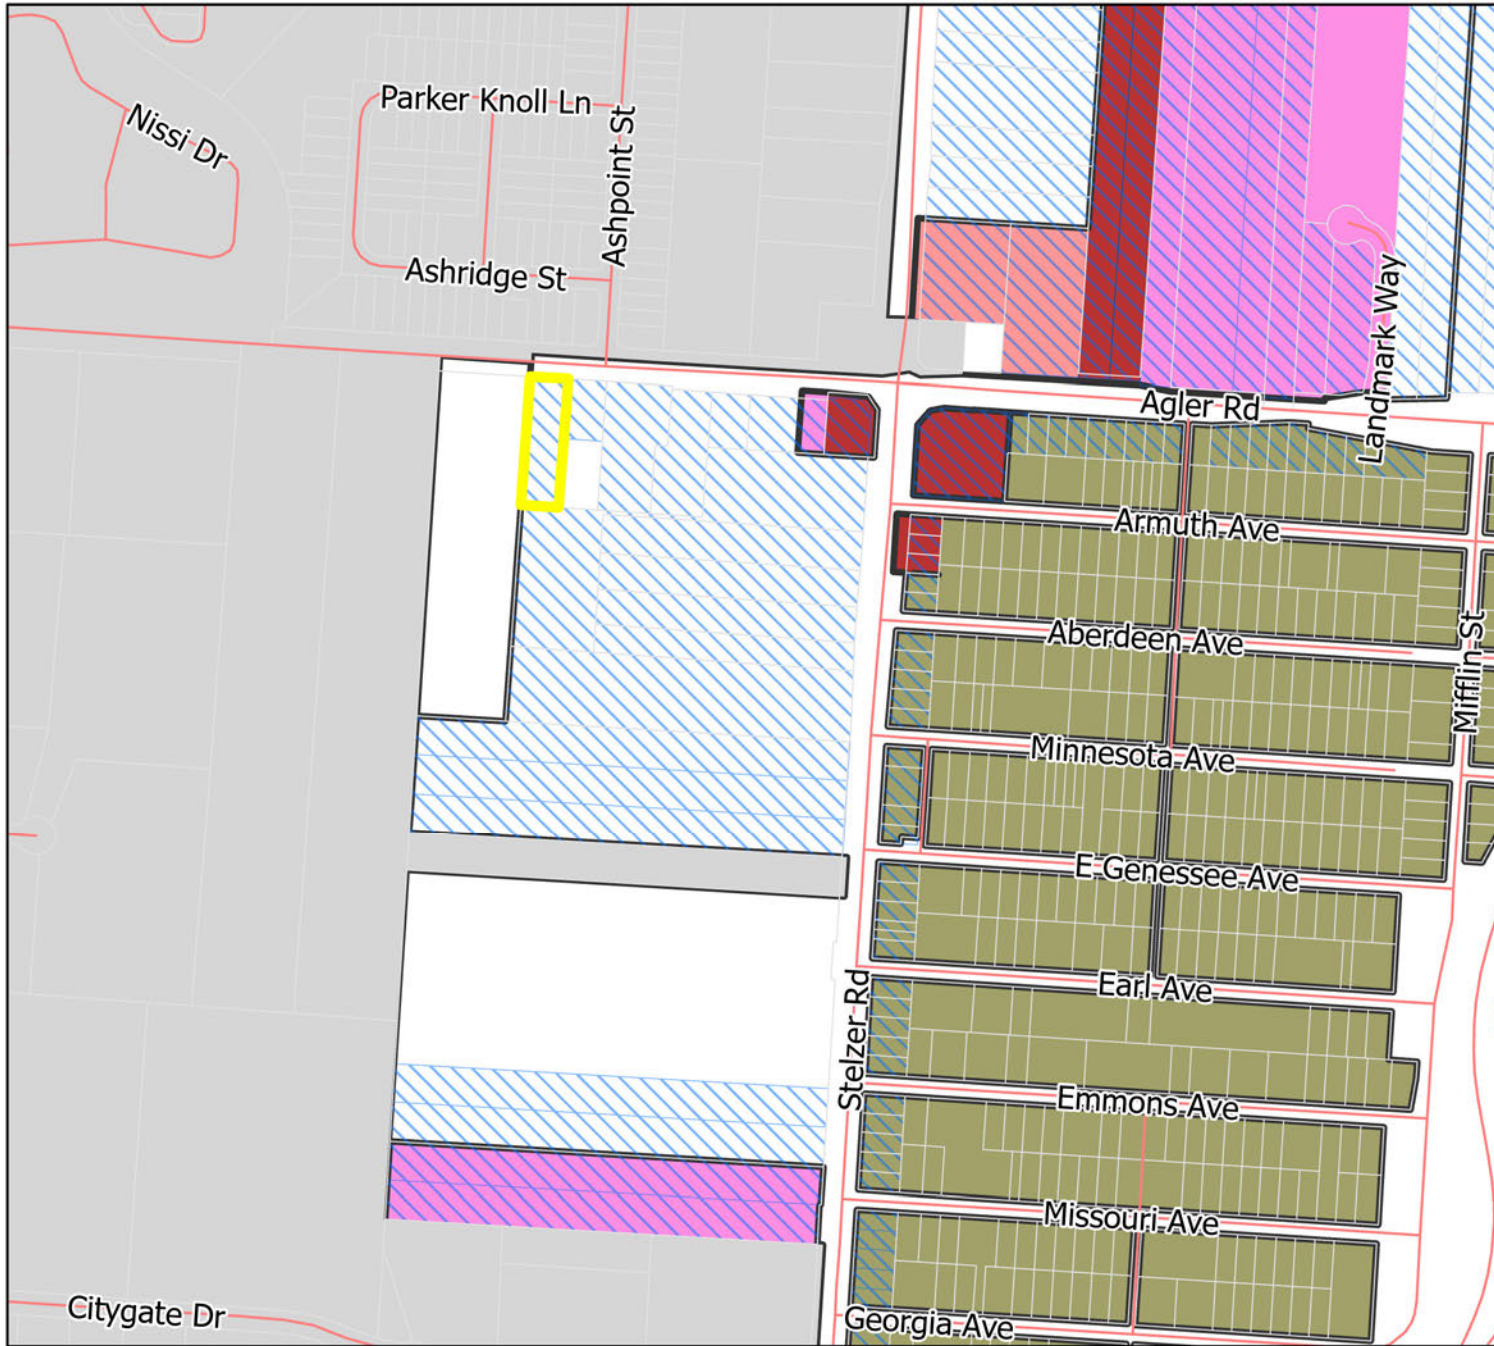 Parker Knoll Ln
Nissi Dr
Ashpoint St
Ashridge St
Landmark Way
Agler Rd
Armuth Ave
Aberdeen Ave
Mifflin St
Minnesota Ave
E Genessee Ave
Earl Ave
Stelzer Rd
Emmons Ave
Missouri Ave
Citygate Dr
Georgia Ave